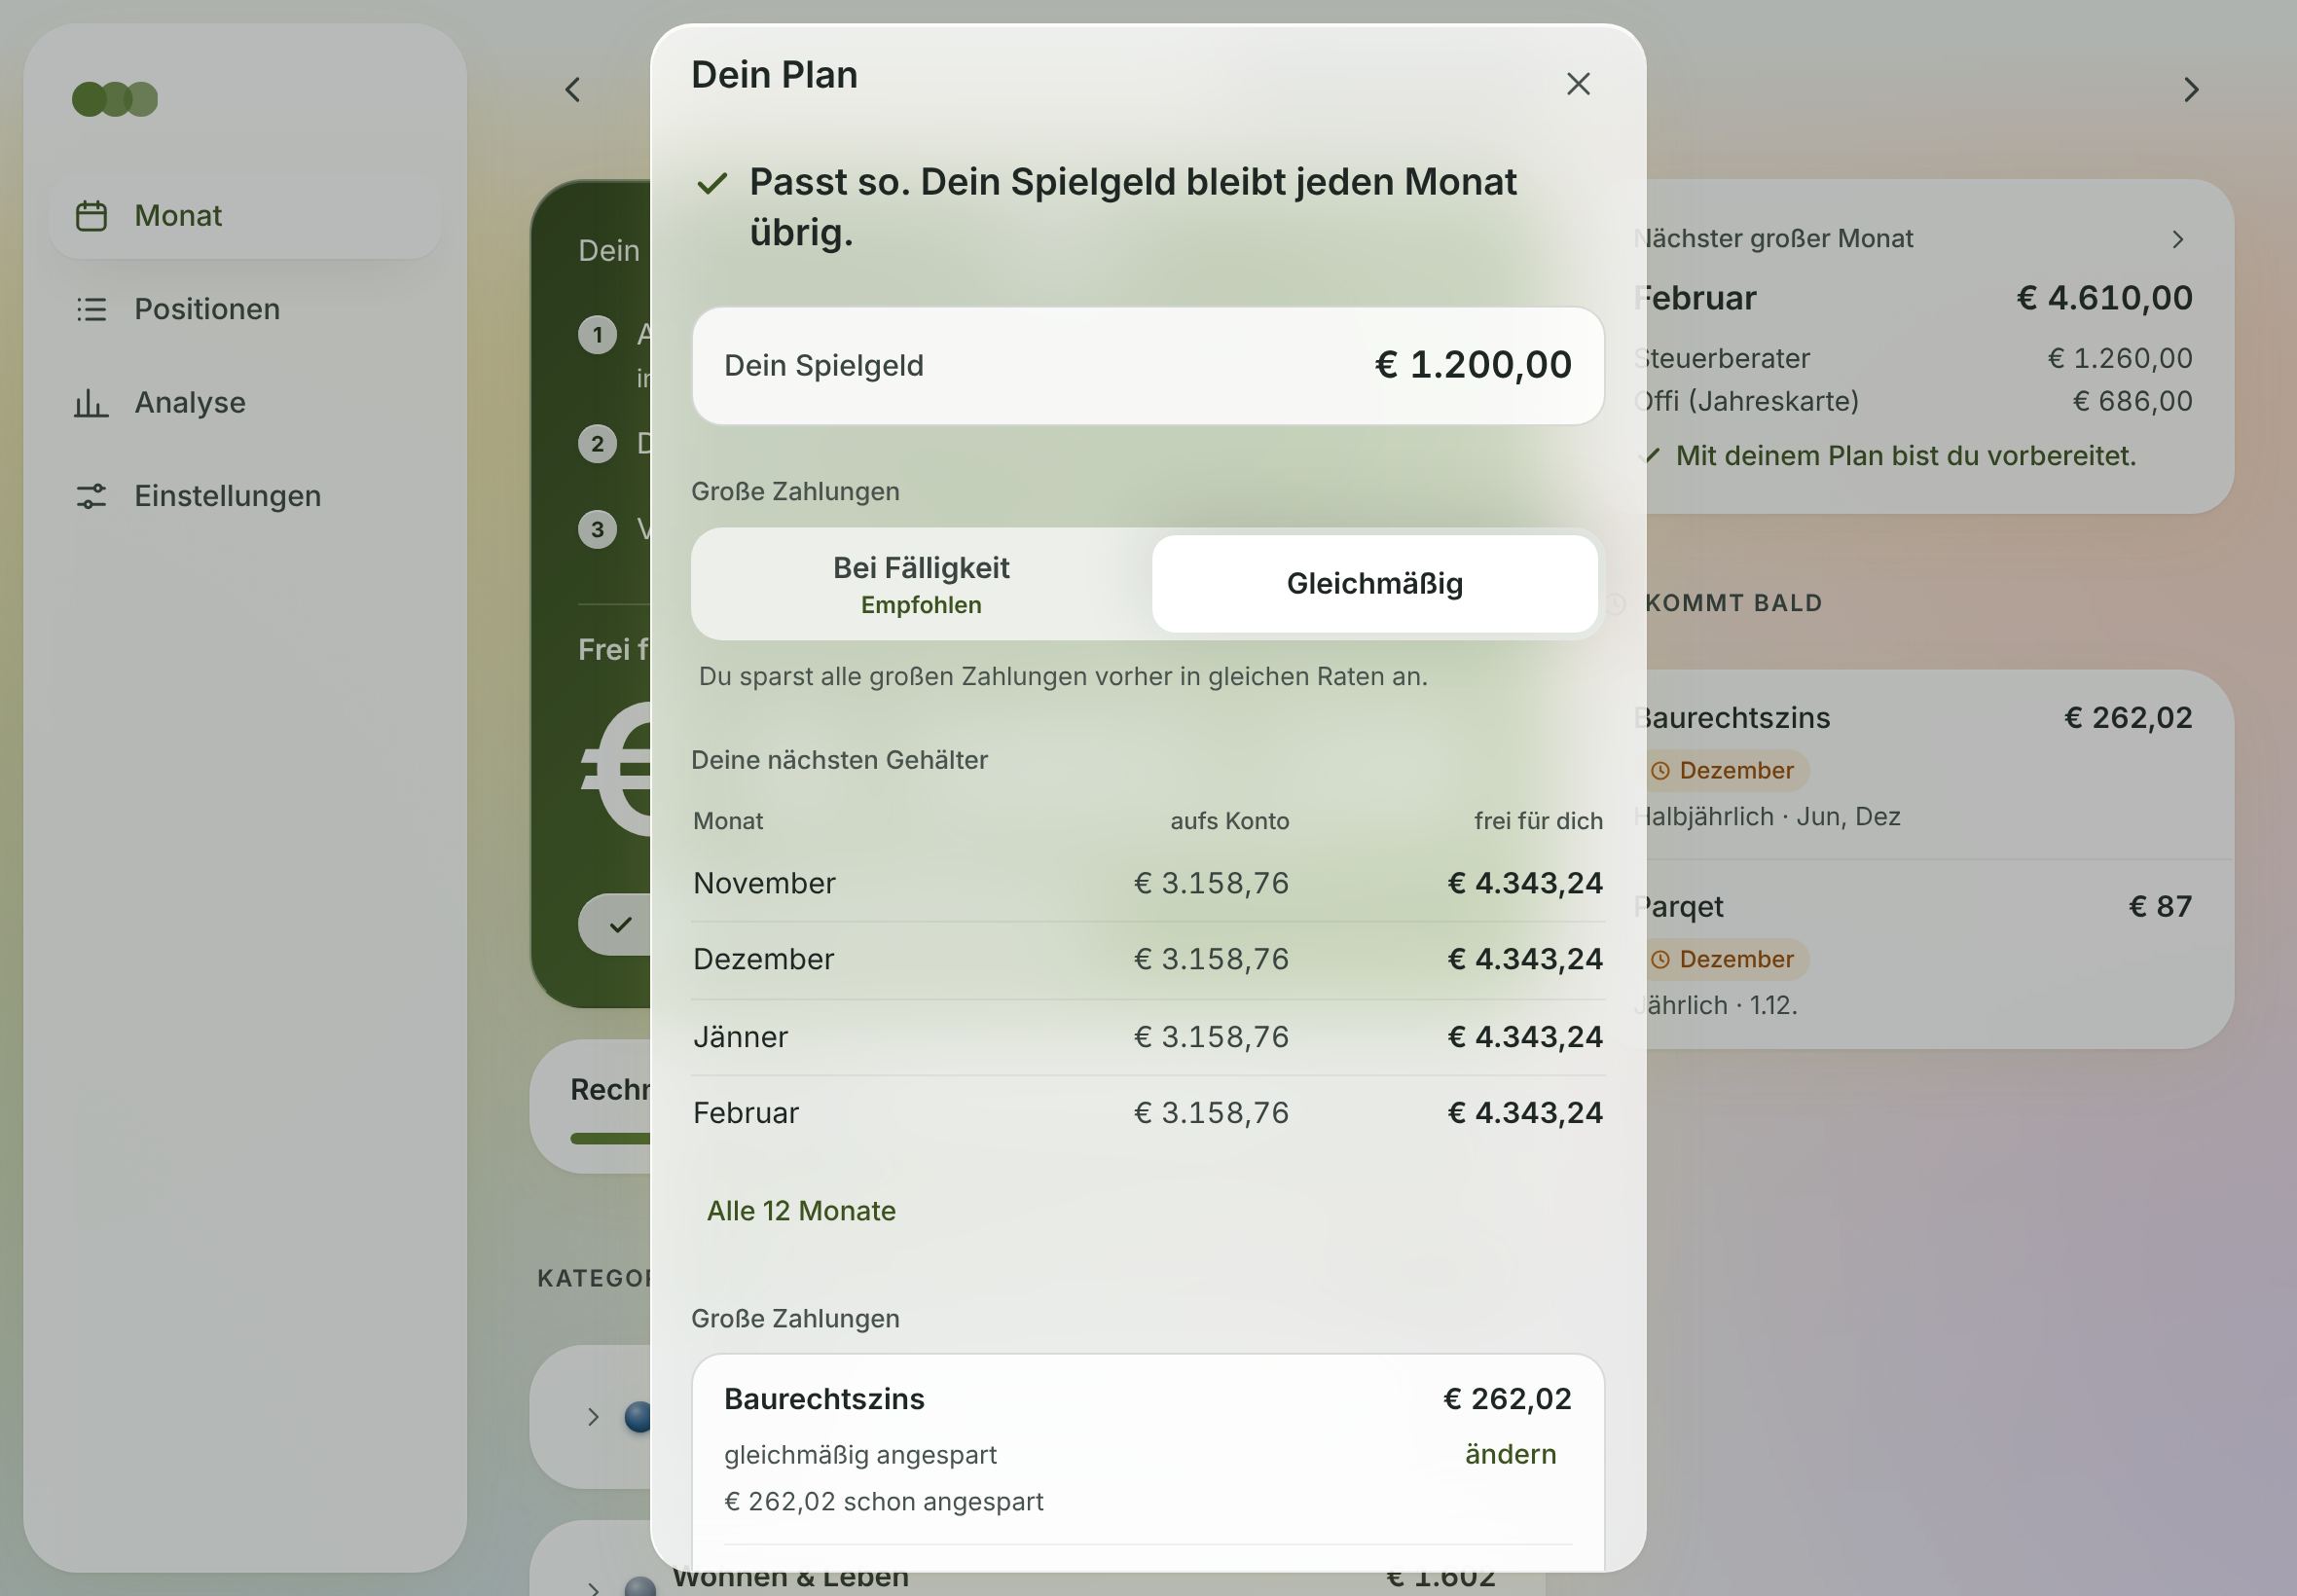 Monat
Positionen
Analyse
Einstellungen
Dein
1
2
3
Frei f
€
Rechn
KATEGOR
Dein Plan
Passt so. Dein Spielgeld bleibt jeden Monat
übrig.
Dein Spielgeld € 1.200,00
Große Zahlungen
Bei Fälligkeit
Empfohlen
Gleichmäßig
Du sparst alle großen Zahlungen vorher in gleichen Raten an.
Deine nächsten Gehälter
Monat aufs Konto frei für dich
November € 3.158,76 € 4.343,24
Dezember € 3.158,76 € 4.343,24
Jänner € 3.158,76 € 4.343,24
Februar € 3.158,76 € 4.343,24
Alle 12 Monate
Große Zahlungen
Baurechtszins € 262,02
gleichmäßig angespart ändern
€ 262,02 schon angespart
Wohnen & Leben € 1.602
Nächster großer Monat
Februar € 4.610,00
Steuerberater € 1.260,00
Offi (Jahreskarte) € 686,00
Mit deinem Plan bist du vorbereitet.
KOMMT BALD
Baurechtszins € 262,02
Dezember
Halbjährlich · Jun, Dez
Parqet € 87
Dezember
Jährlich · 1.12.